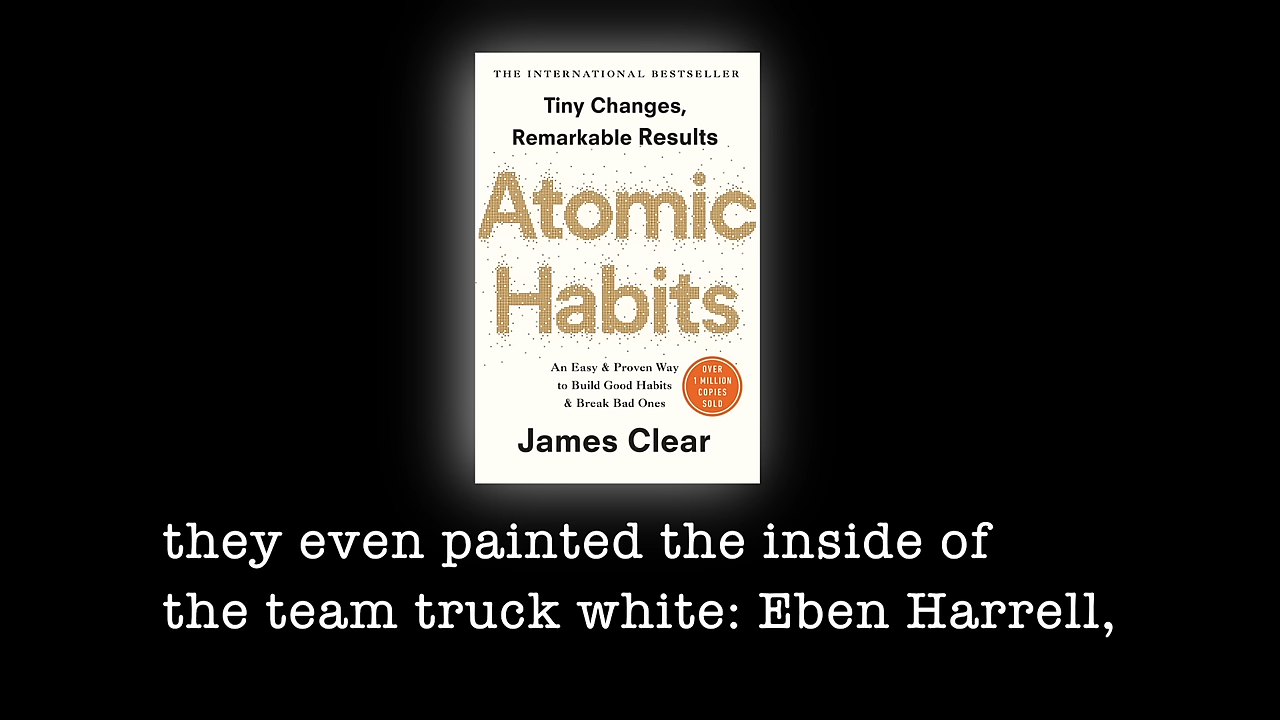 THE INTERNATIONAL BESTSELLER
Tiny Changes,
Remarkable Results
Atomic
Habits
An Easy & Proven Way
to Build Good Habits
& Break Bad Ones
OVER
1 MILLION
COPIES
SOLD
James Clear
they even painted the inside of
the team truck white: Eben Harrell,